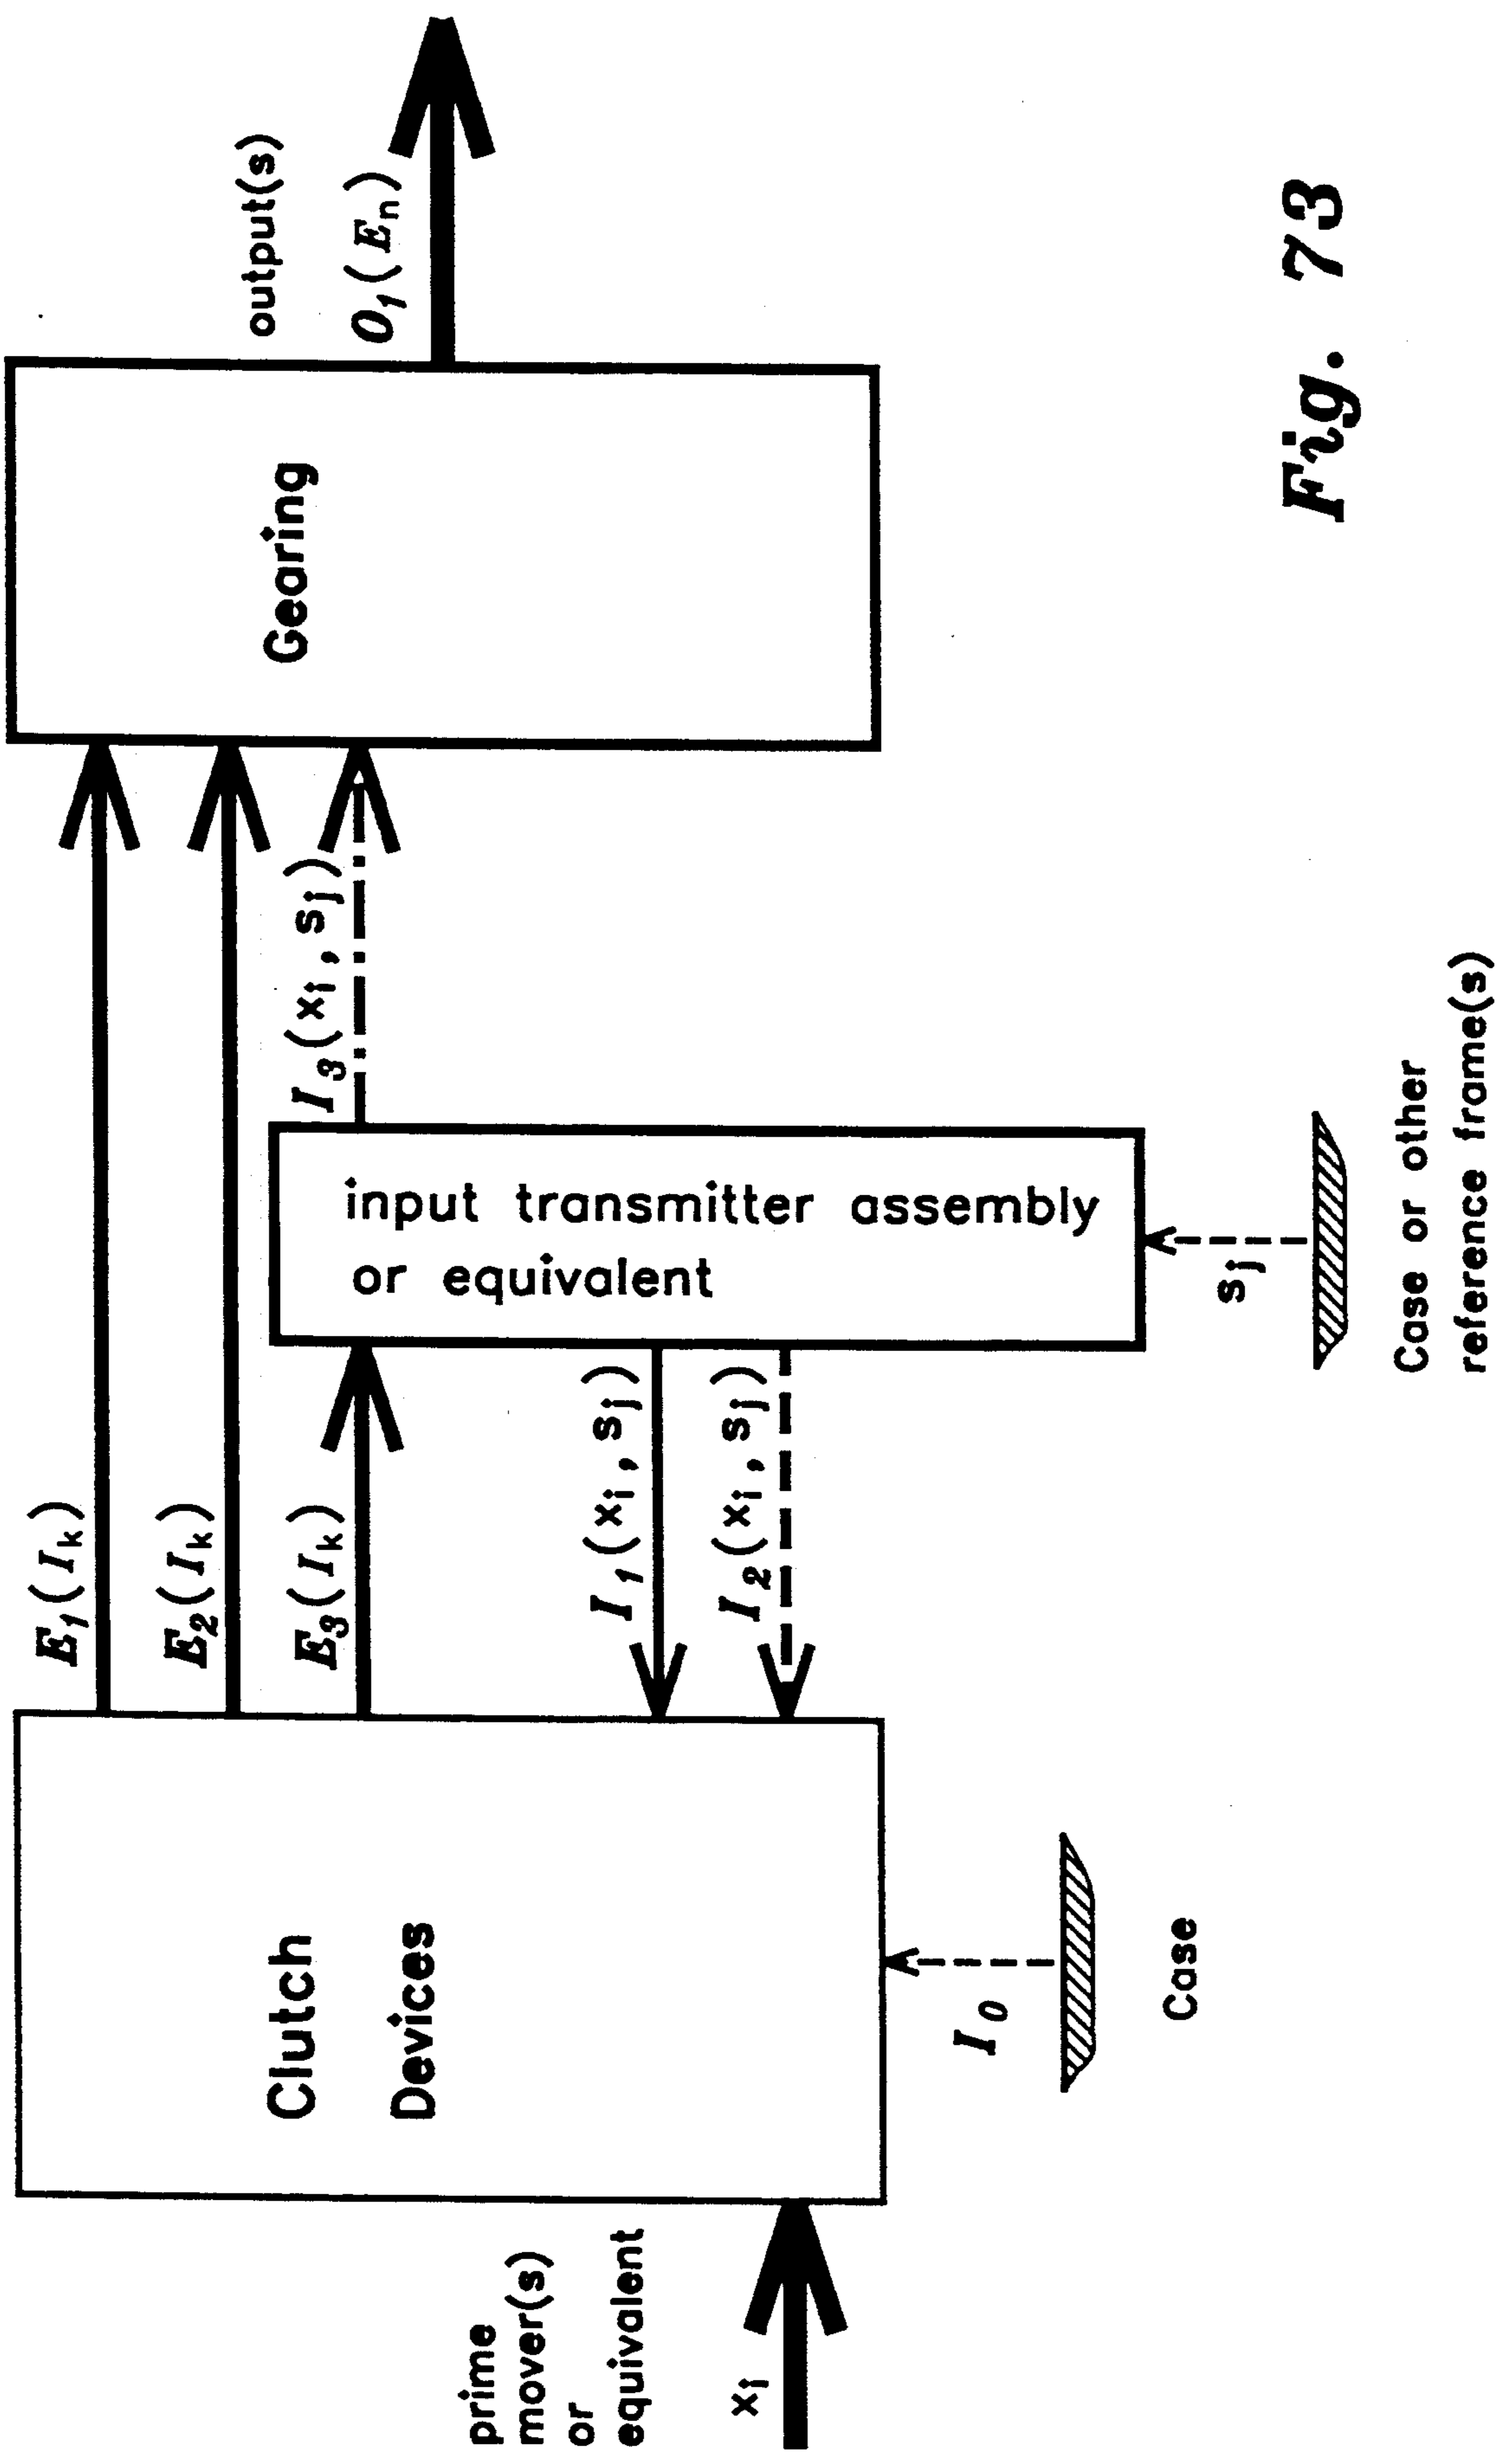 prime
mover(s)
or
equivalent
xi
Clutch
Devices
I0
Case
E1(Ik)
E2(Ik)
E3(Ik)
I1(xi, sj)
I2(xi, sj)
input transmitter assembly
or equivalent
sj
Case or other
reference frame(s)
I3(xi, sj)
Gearing
output(s)
O1(En)
Fig. 73